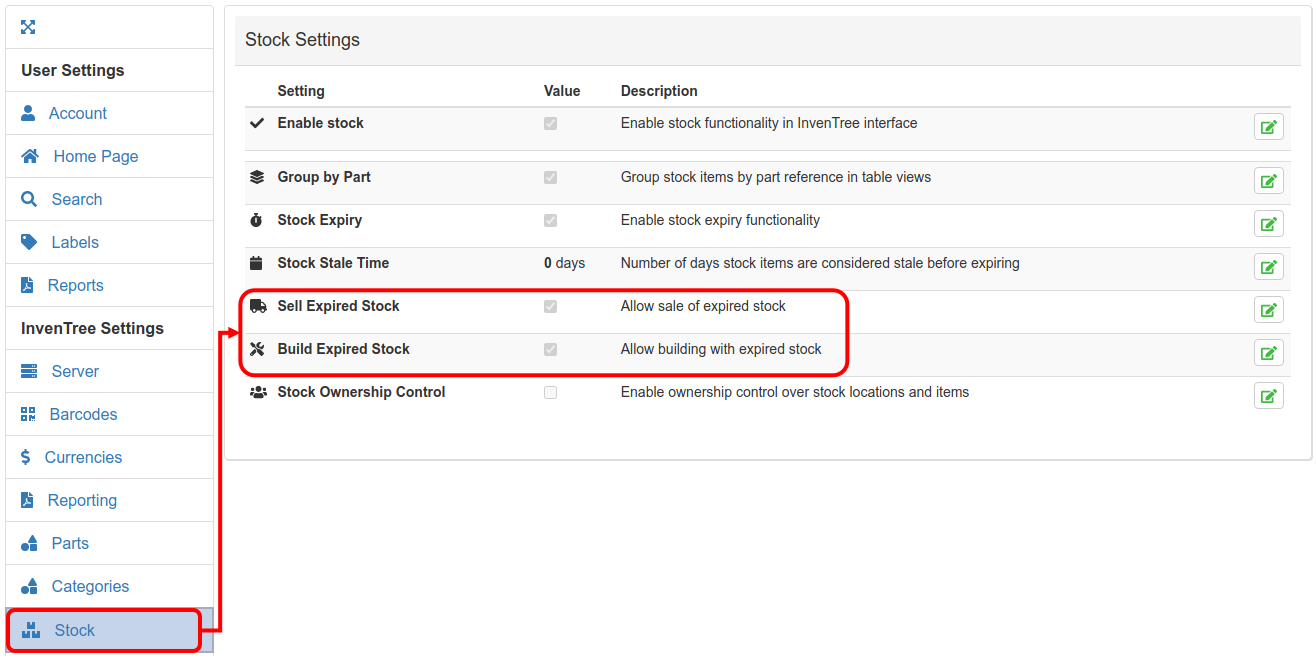 User Settings
Account
Home Page
Search
Labels
Reports
InvenTree Settings
Server
Barcodes
Currencies
Reporting
Parts
Categories
Stock
Stock Settings
Setting Value Description
Enable stock Enable stock functionality in InvenTree interface
Group by Part Group stock items by part reference in table views
Stock Expiry Enable stock expiry functionality
Stock Stale Time 0 days Number of days stock items are considered stale before expiring
Sell Expired Stock Allow sale of expired stock
Build Expired Stock Allow building with expired stock
Stock Ownership Control Enable ownership control over stock locations and items